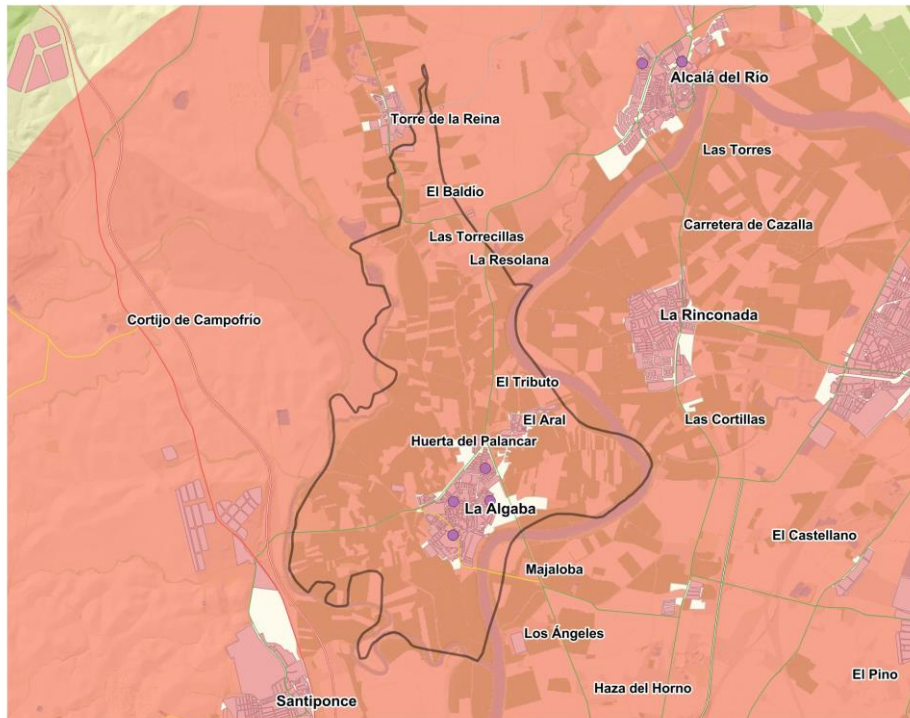 Alcalá del Río
Torre de la Reina
Las Torres
El Baldio
Carretera de Cazalla
Las Torrecillas
La Resolana
Cortijo de Campofrio
La Rinconada
El Tributo
El Aral
Las Cortillas
Huerta del Palancar
La Algaba
El Castellano
Majaloba
Los Ángeles
El Pino
Haza del Horno
Santiponce